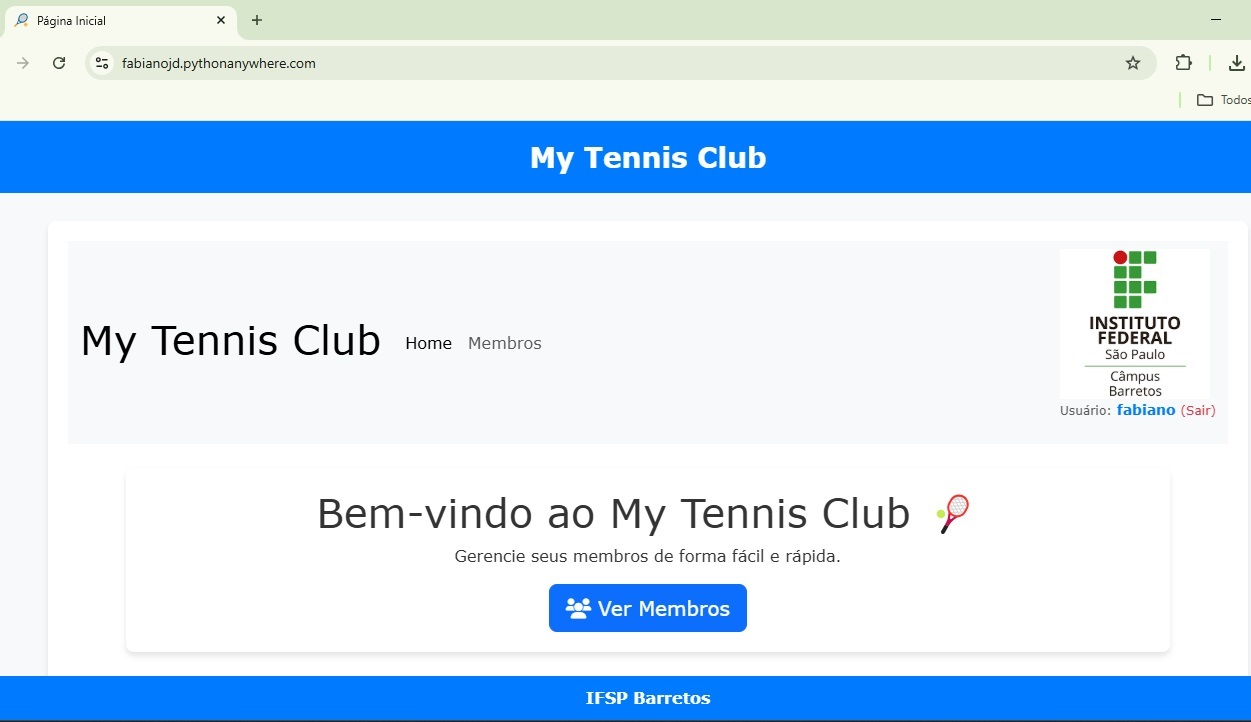 Página Inicial
fabianojd.pythonanywhere.com
Todos
My Tennis Club
My Tennis Club Home Membros
INSTITUTO
FEDERAL
São Paulo
Câmpus
Barretos
Usuário: fabiano (Sair)
Bem-vindo ao My Tennis Club
Gerencie seus membros de forma fácil e rápida.
Ver Membros
IFSP Barretos